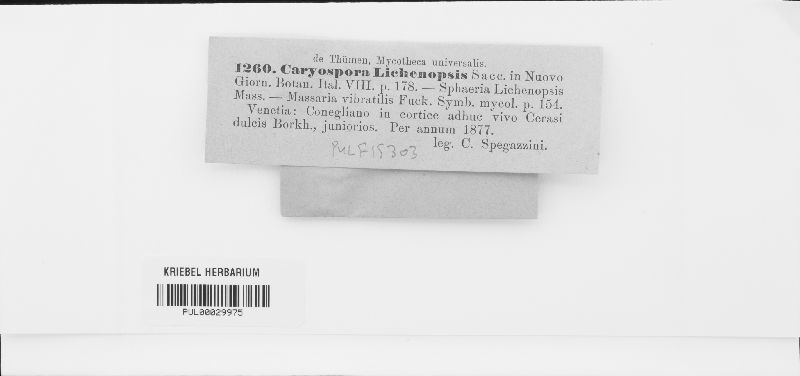 de Thümen, Mycotheca universalis.
1260. Caryospora Lichenopsis Sacc. in Nuovo
Giorn. Botan. Ital. VIII. p. 178. — Sphaeria Lichenopsis
Mass. — Massaria vibratilis Fuck. Symb. mycol. p. 154.
Venetia: Conegliano in cortice adhuc vivo Cerasi
dulcis Borkh., juniorios. Per annum 1877.
leg. C. Spegazzini.
PULF15303
KRIEBEL HERBARIUM
PUL00029975